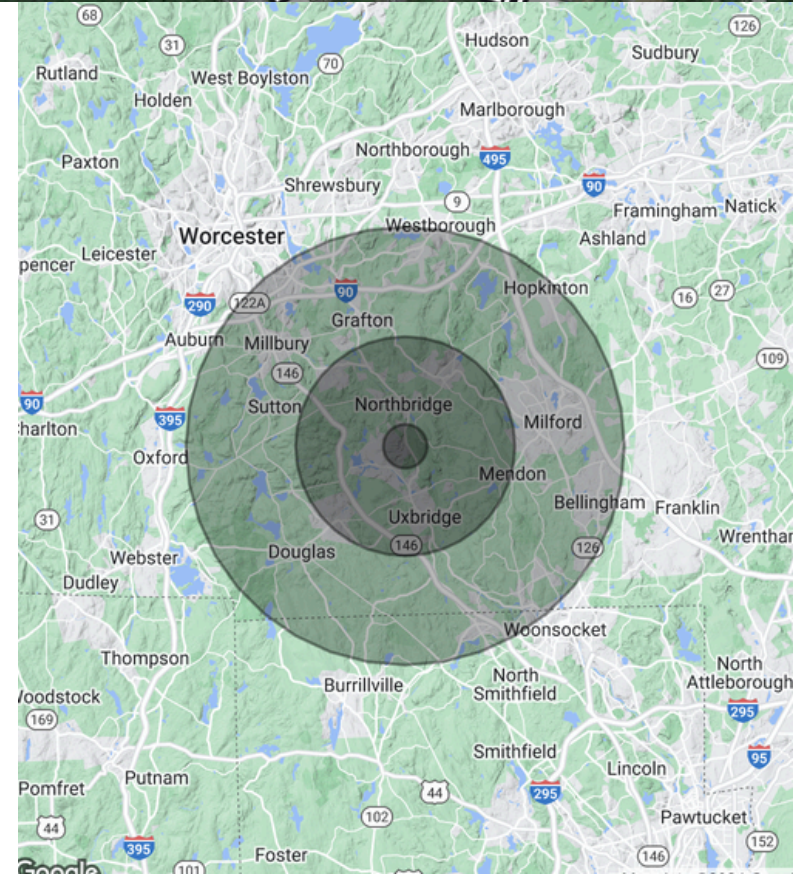 68
126
Hudson
31
Sudbury
Rutland
West Boylston
70
Holden
Marlborough
Northborough
495
Paxton
90
Shrewsbury
9
Framingham
Natick
Westborough
Worcester
Ashland
Leicester
pencer
Hopkinton
90
16
27
290
122A
Grafton
Auburn
Millbury
109
146
90
Sutton
Northbridge
395
Milford
harlton
Oxford
Mendon
Bellingham
Franklin
31
Uxbridge
Wrentham
146
126
Douglas
Webster
Dudley
Woonsocket
Thompson
North
Attleborough
Burrillville
North
Smithfield
Woodstock
169
295
Smithfield
95
Lincoln
Putnam
Pomfret
44
295
102
Pawtucket
44
152
395
Foster
146
101
Google